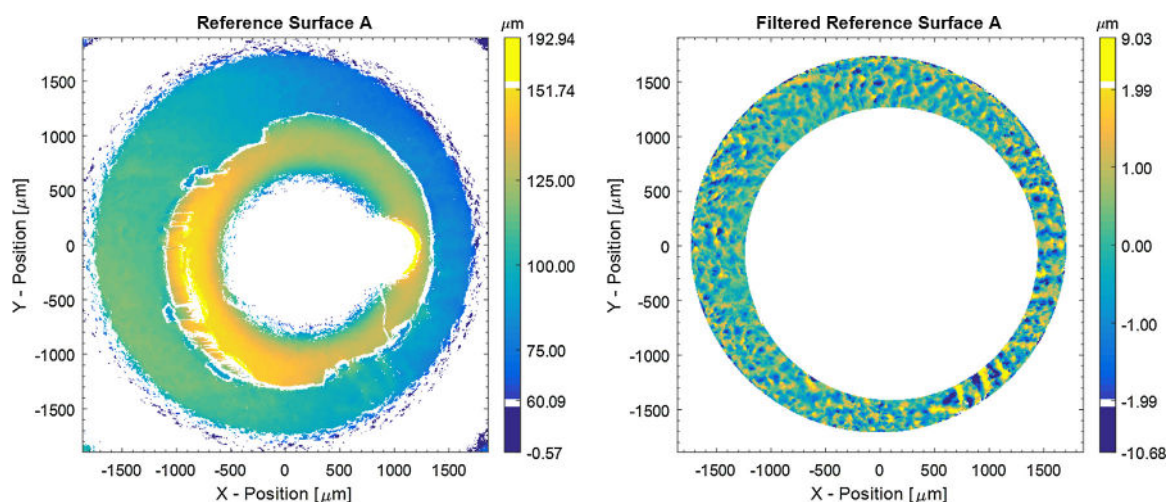 Reference Surface A
μm
192.94
151.74
125.00
100.00
75.00
60.09
-0.57
1500
1000
500
0
-500
-1000
-1500
Y - Position [μm]
-1500 -1000 -500 0 500 1000 1500
X - Position [μm]
Filtered Reference Surface A
μm
9.03
1.99
1.00
0.00
-1.00
-1.99
-10.68
1500
1000
500
0
-500
-1000
-1500
Y - Position [μm]
-1500 -1000 -500 0 500 1000 1500
X - Position [μm]